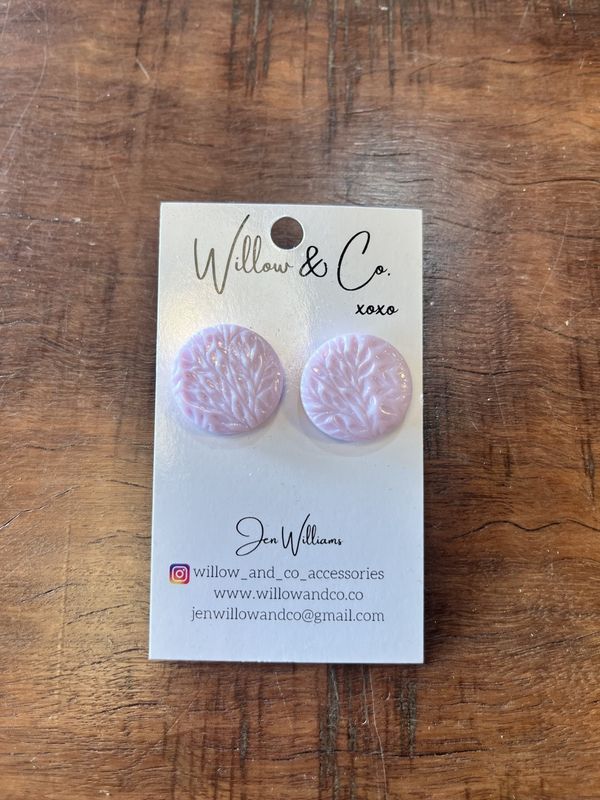 Willow & Co.
xoxo
Jen Williams
willow_and_co_accessories
www.willowandco.co
jenwillowandco@gmail.com